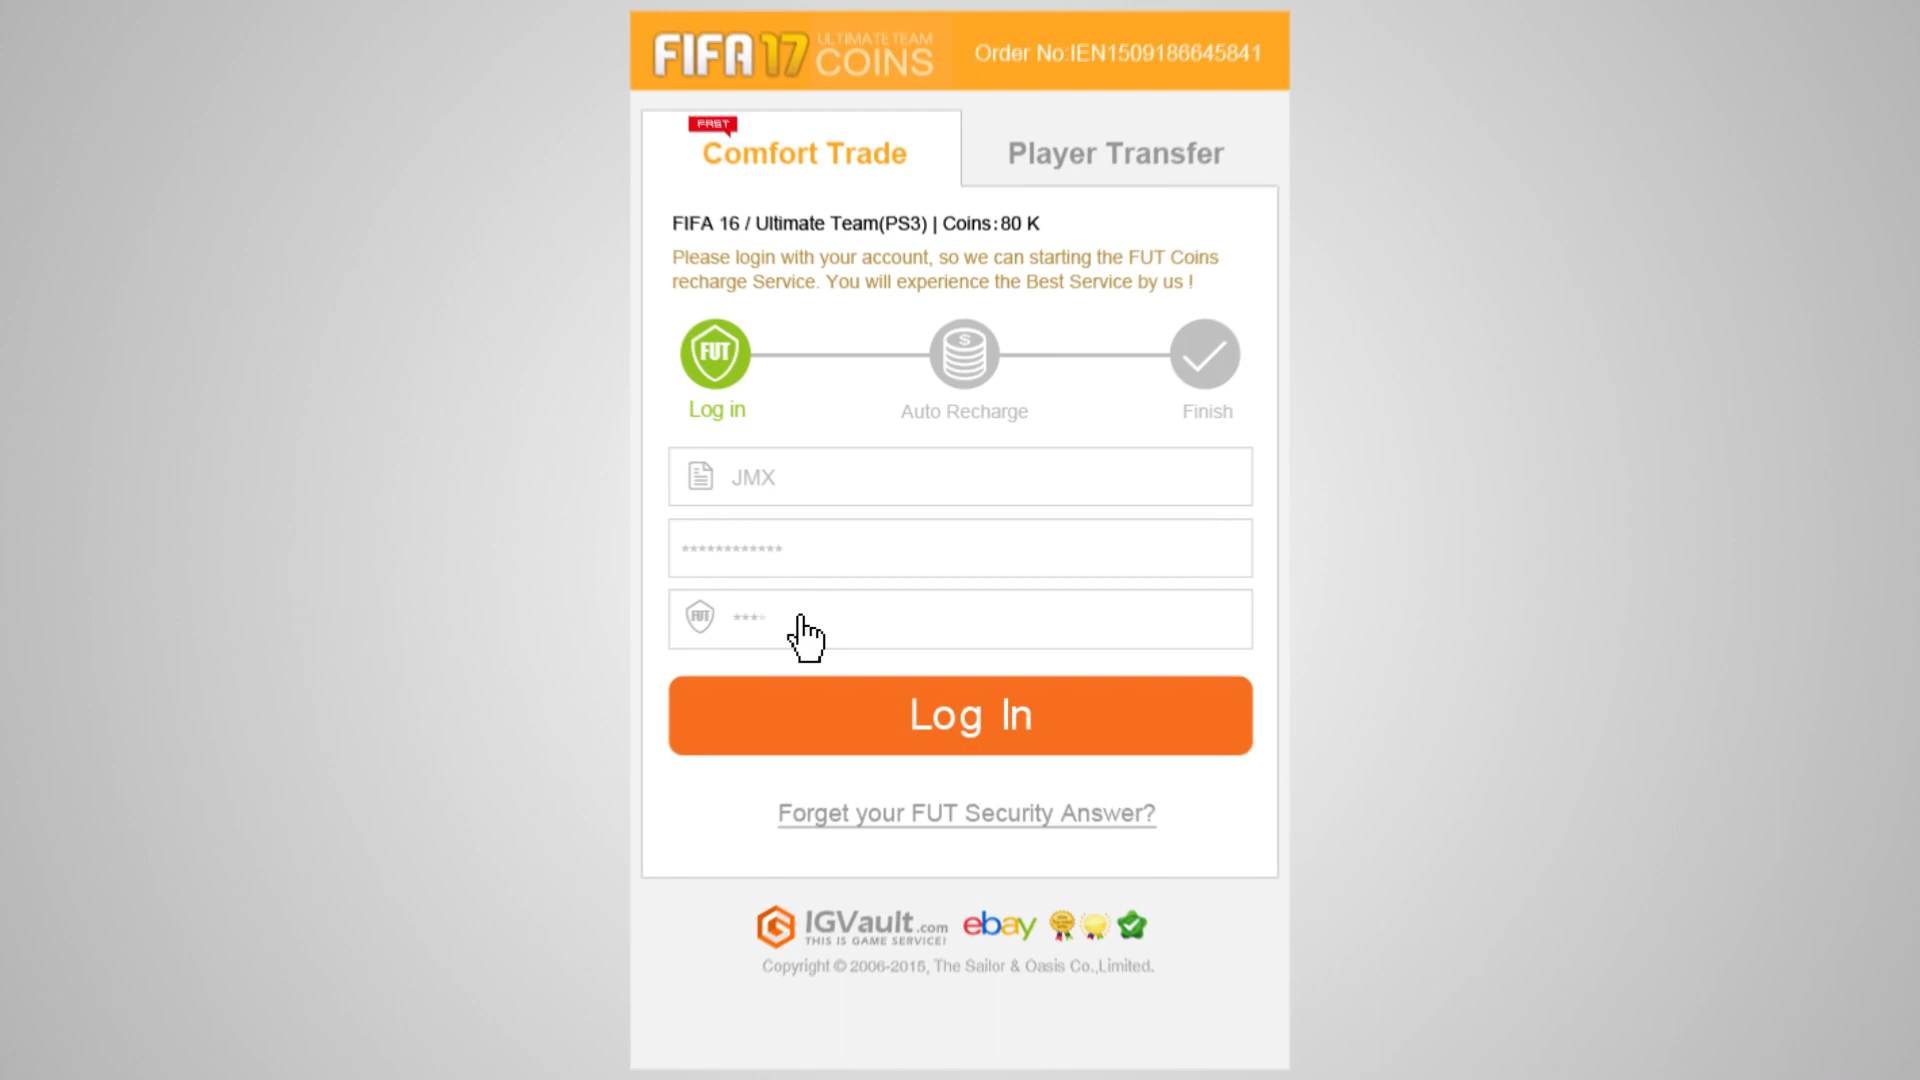 FIFA 17 ULTIMATE TEAM COINS
Order No:IEN1509186645841
FAST
Comfort Trade
Player Transfer
FIFA 16 / Ultimate Team(PS3) | Coins:80 K
Please login with your account, so we can starting the FUT Coins
recharge Service. You will experience the Best Service by us !
FUT
$
Log in
Auto Recharge
Finish
JMX
************
FUT ****
Log In
Forget your FUT Security Answer?
IGVault.com
THIS IS GAME SERVICE!
ebay
Copyright © 2006-2015, The Sailor & Oasis Co.,Limited.